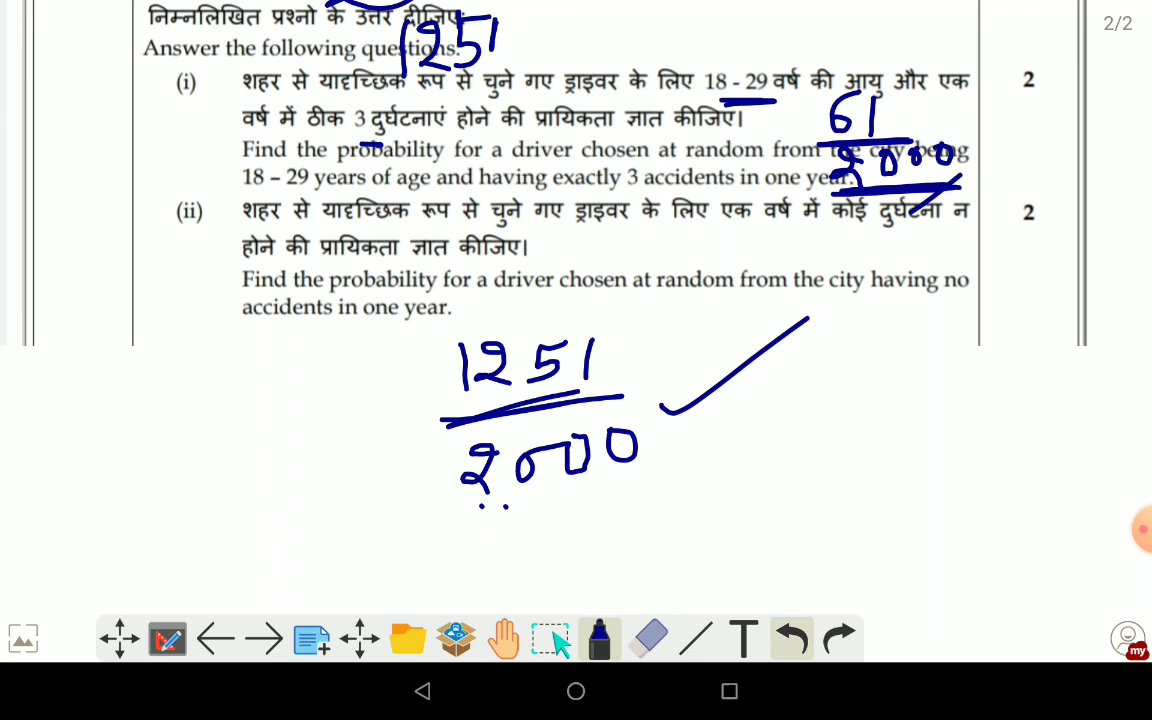 2/2
निम्नलिखित प्रश्नो के उत्तर दीजिए:
1251
Answer the following questions.
(i) शहर से यादृच्छिक रूप से चुने गए ड्राइवर के लिए 18 - 29 वर्ष की आयु और एक 2
वर्ष में ठीक 3 दुर्घटनाएं होने की प्रायिकता ज्ञात कीजिए।
61
2000
Find the probability for a driver chosen at random from the city being
18 – 29 years of age and having exactly 3 accidents in one year.
(ii) शहर से यादृच्छिक रूप से चुने गए ड्राइवर के लिए एक वर्ष में कोई दुर्घटना न 2
होने की प्रायिकता ज्ञात कीजिए।
Find the probability for a driver chosen at random from the city having no
accidents in one year.
1251
2000
T
my